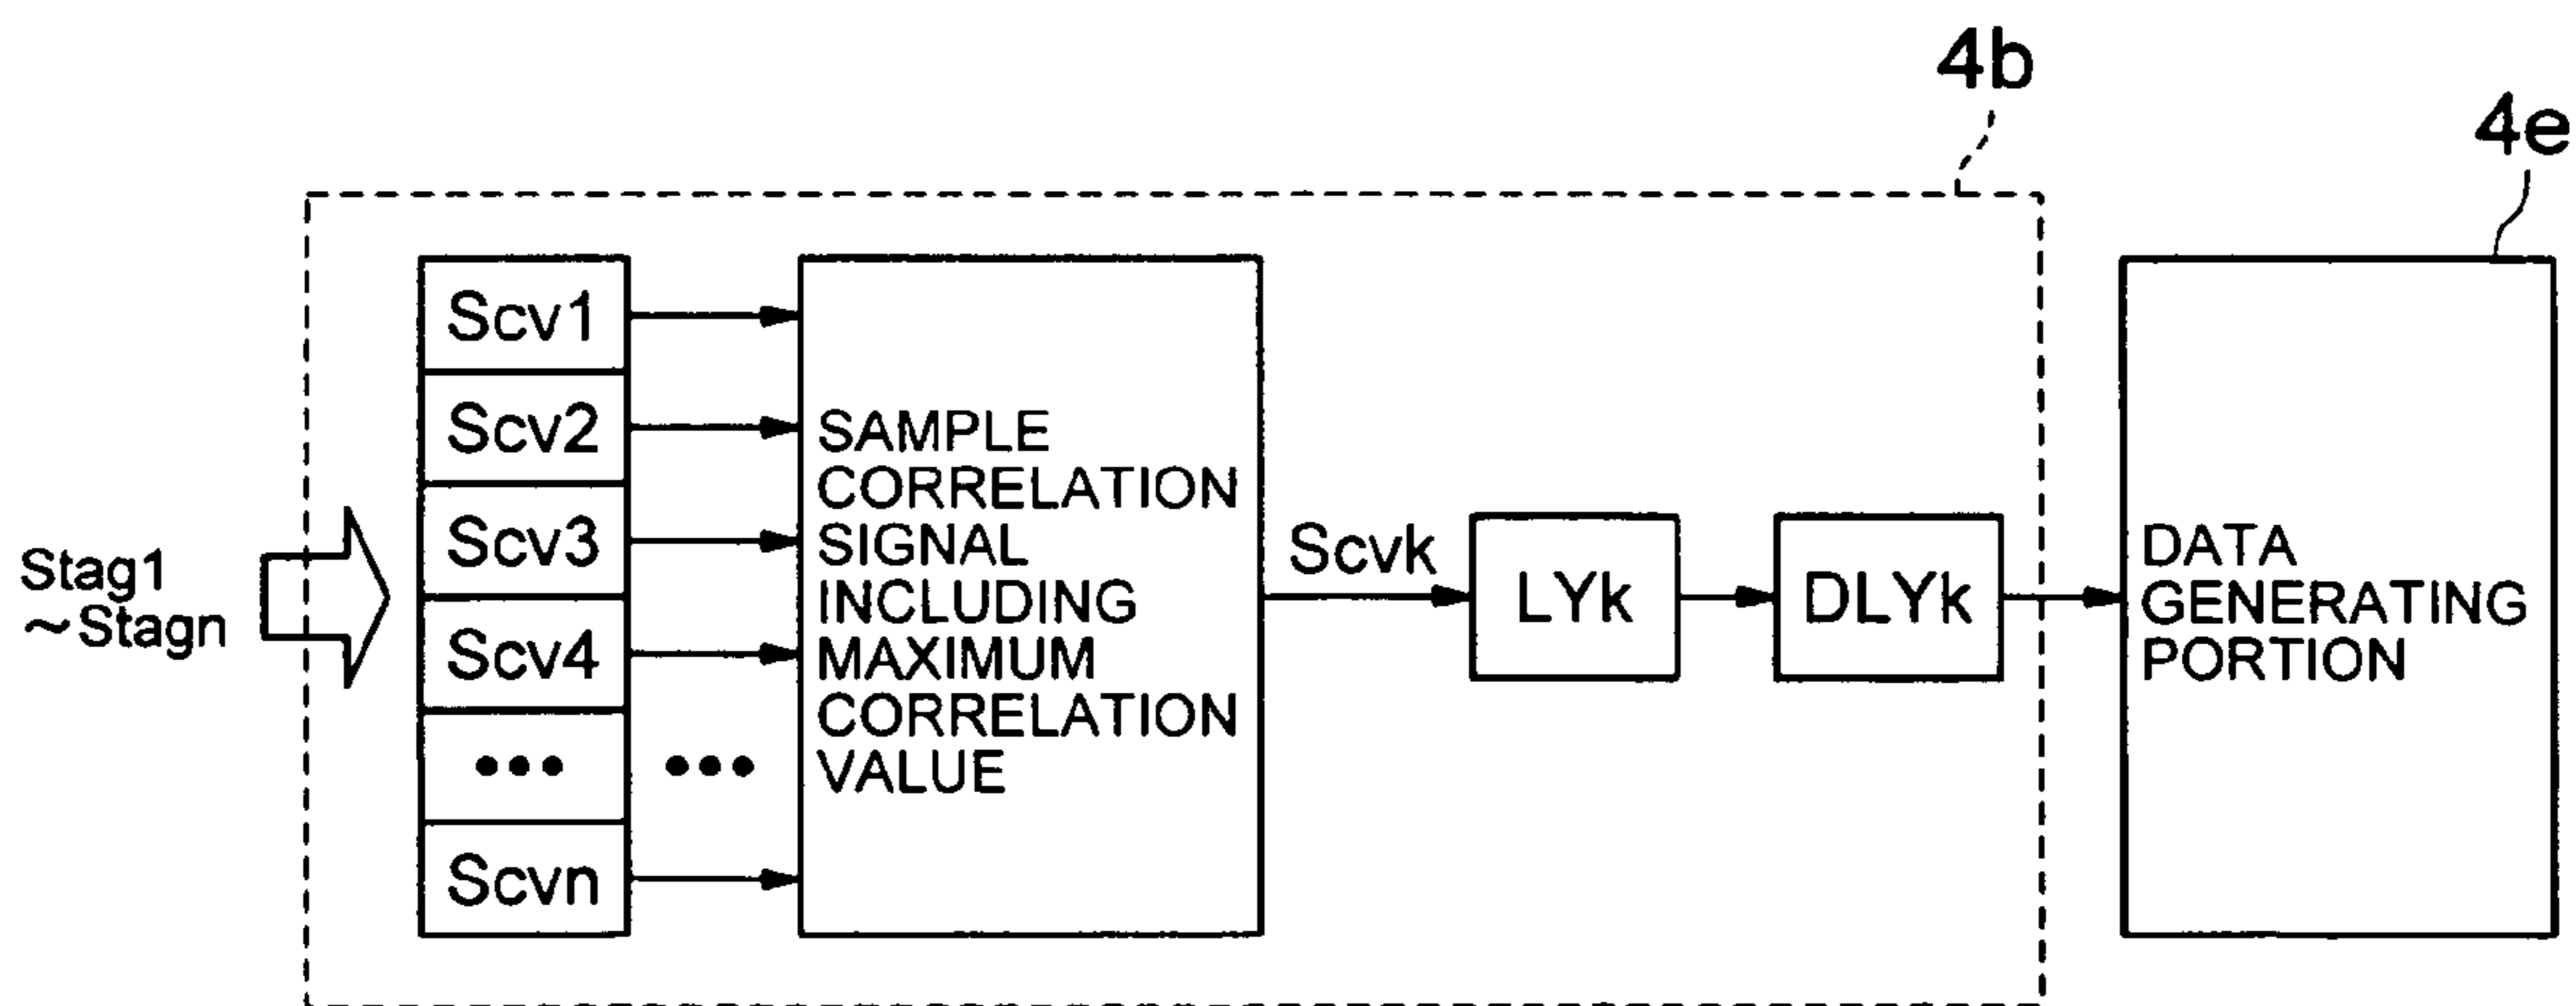 4b
4e
Stag1
~Stagn
Scv1
Scv2
Scv3
Scv4
•••
Scvn
•••
SAMPLE
CORRELATION
SIGNAL
INCLUDING
MAXIMUM
CORRELATION
VALUE
Scvk
LYk
DLYk
DATA
GENERATING
PORTION